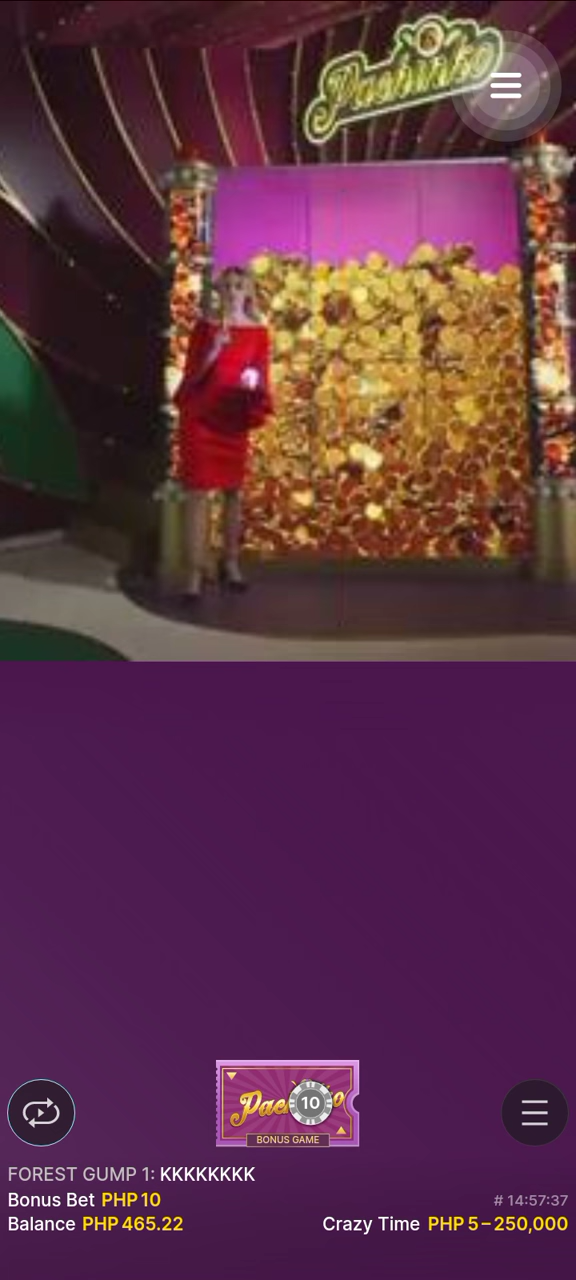 Pachinko
Pachinko
10
BONUS GAME
FOREST GUMP 1: KKKKKKKK
Bonus Bet PHP 10
# 14:57:37
Balance PHP 465.22
Crazy Time PHP 5 – 250,000